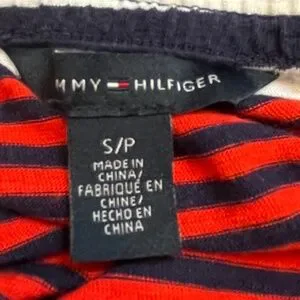 MMY HILFIGER
S/P
MADE IN
CHINA/
FABRIQUÉ EN
CHINE/
HECHO EN
CHINA